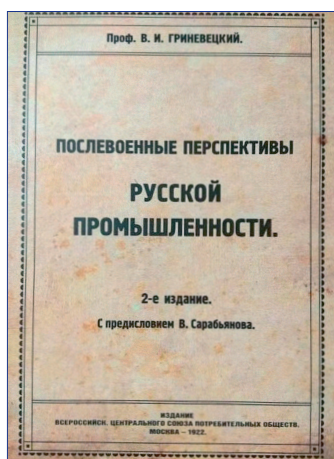 Проф. В. И. ГРИНЕВЕЦКИЙ.
ПОСЛЕВОЕННЫЕ ПЕРСПЕКТИВЫ
РУССКОЙ
ПРОМЫШЛЕННОСТИ.
2-е издание.
С предисловием В. Сарабьянова.
ИЗДАНИЕ
ВСЕРОССИЙСК. ЦЕНТРАЛЬНОГО СОЮЗА ПОТРЕБИТЕЛЬНЫХ ОБЩЕСТВ.
МОСКВА – 1922.